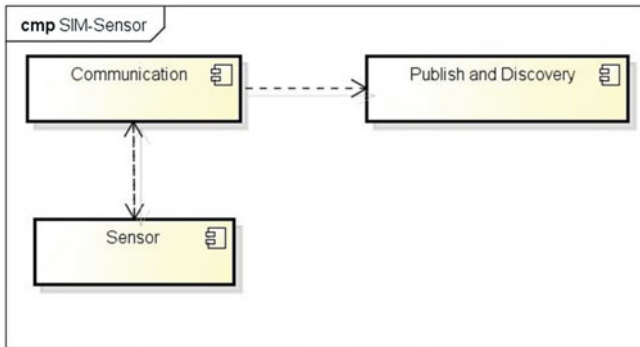 cmp SIM-Sensor
Communication
Publish and Discovery
Sensor